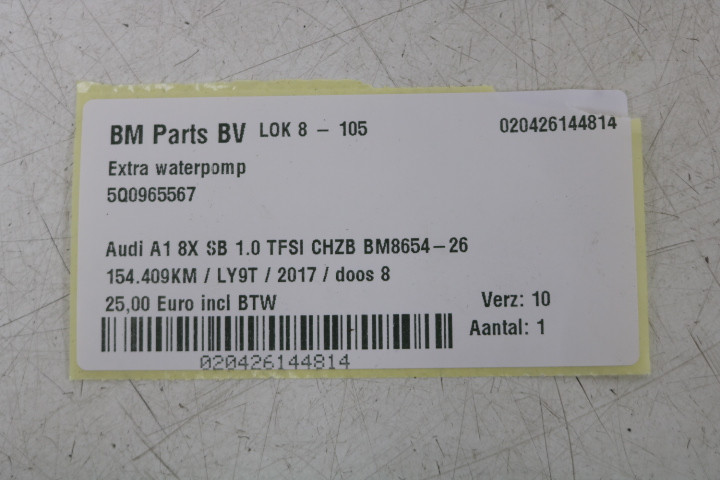 BM Parts BV LOK 8 - 105 020426144814
Extra waterpomp
5Q0965567
Audi A1 8X SB 1.0 TFSI CHZB BM8654-26
154.409KM / LY9T / 2017 / doos 8
25,00 Euro incl BTW Verz: 10
Aantal: 1
020426144814